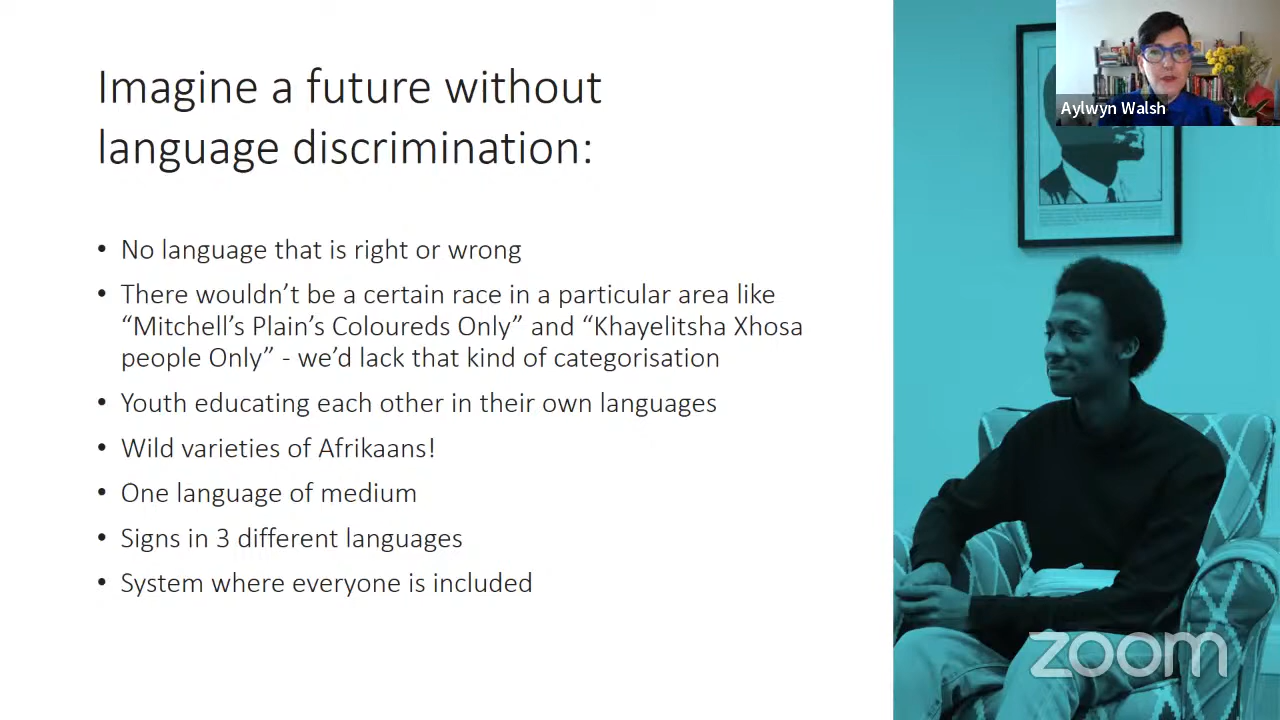 Imagine a future without
language discrimination:
• No language that is right or wrong
• There wouldn’t be a certain race in a particular area like
“Mitchell’s Plain’s Coloureds Only” and “Khayelitsha Xhosa
people Only” - we’d lack that kind of categorisation
• Youth educating each other in their own languages
• Wild varieties of Afrikaans!
• One language of medium
• Signs in 3 different languages
• System where everyone is included
Aylwyn Walsh
zoom